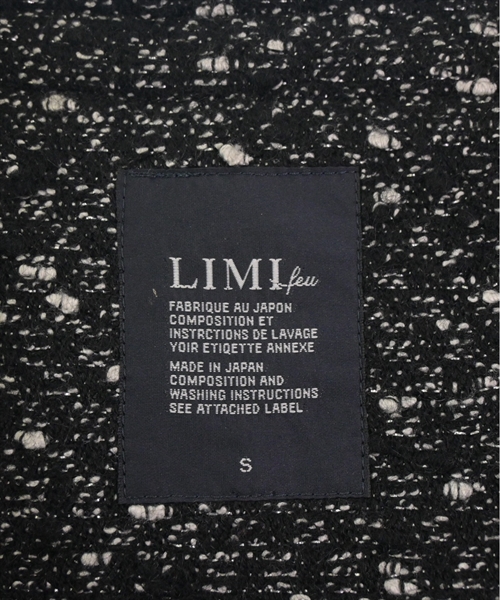 LIMI feu
FABRIQUE AU JAPON
COMPOSITION ET
INSTRCTIONS DE LAVAGE
YOIR ETIQETTE ANNEXE
MADE IN JAPAN
COMPOSITION AND
WASHING INSTRUCTIONS
SEE ATTACHED LABEL
S